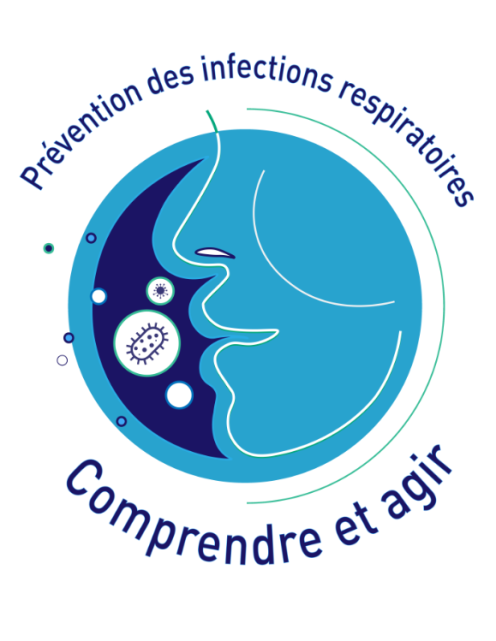 Prévention des infections respiratoires
Comprendre et agir